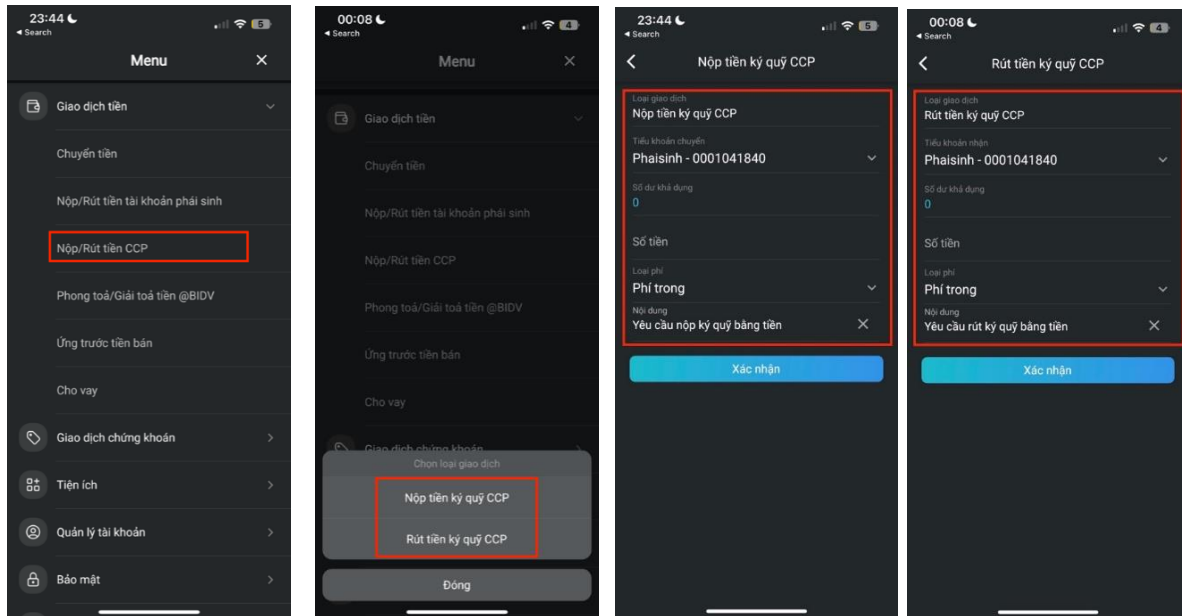 23:44
5
◀ Search
Menu
Giao dịch tiền
Chuyển tiền
Nộp/Rút tiền tài khoản phái sinh
Nộp/Rút tiền CCP
Phong toả/Giải toả tiền @BIDV
Ứng trước tiền bán
Cho vay
Giao dịch chứng khoán
Tiện ích
Quản lý tài khoản
Bảo mật
00:08
4
◀ Search
Menu
Giao dịch tiền
Chuyển tiền
Nộp/Rút tiền tài khoản phái sinh
Nộp/Rút tiền CCP
Phong toả/Giải toả tiền @BIDV
Ứng trước tiền bán
Cho vay
Giao dịch chứng khoán
Chọn loại giao dịch
Nộp tiền ký quỹ CCP
Rút tiền ký quỹ CCP
Đóng
23:44
5
◀ Search
Nộp tiền ký quỹ CCP
Loại giao dịch
Nộp tiền ký quỹ CCP
Tiểu khoản chuyển
Phaisinh - 0001041840
Số dư khả dụng
0
Số tiền
Loại phí
Phí trong
Nội dung
Yêu cầu nộp ký quỹ bằng tiền
Xác nhận
00:08
4
◀ Search
Rút tiền ký quỹ CCP
Loại giao dịch
Rút tiền ký quỹ CCP
Tiểu khoản nhận
Phaisinh - 0001041840
Số dư khả dụng
0
Số tiền
Loại phí
Phí trong
Nội dung
Yêu cầu rút ký quỹ bằng tiền
Xác nhận